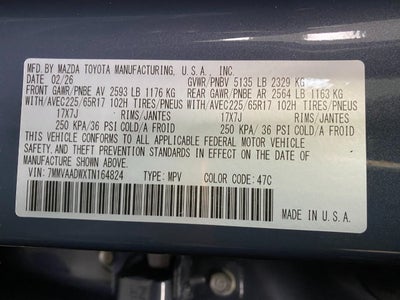 MFD BY MAZDA TOYOTA MANUFACTURING, U.S.A., INC.
DATE 02/26 GVWR/PNBV 5135 LB 2329 KG
FRONT GAWR/PNBE AV 2593 LB 1176 KG REAR GAWR/PNBE AR 2564 LB 1163 KG
WITH/AVEC225/65R17 102H TIRES/PNEUS WITH/AVEC225/65R17 102H TIRES/PNEUS
17X7J RIMS/JANTES 17X7J RIMS/JANTES
250 KPA/36 PSI COLD/A FROID 250 KPA/36 PSI COLD/A FROID
THIS VEHICLE CONFORMS TO ALL APPLICABLE FEDERAL MOTOR VEHICLE
SAFETY AND THEFT PREVENTION STANDARDS IN EFFECT ON THE DATE
OF MANUFACTURE SHOWN ABOVE.
VIN: 7MMVAADWXTN164824 TYPE: MPV COLOR CODE: 47C
MADE IN U.S.A.